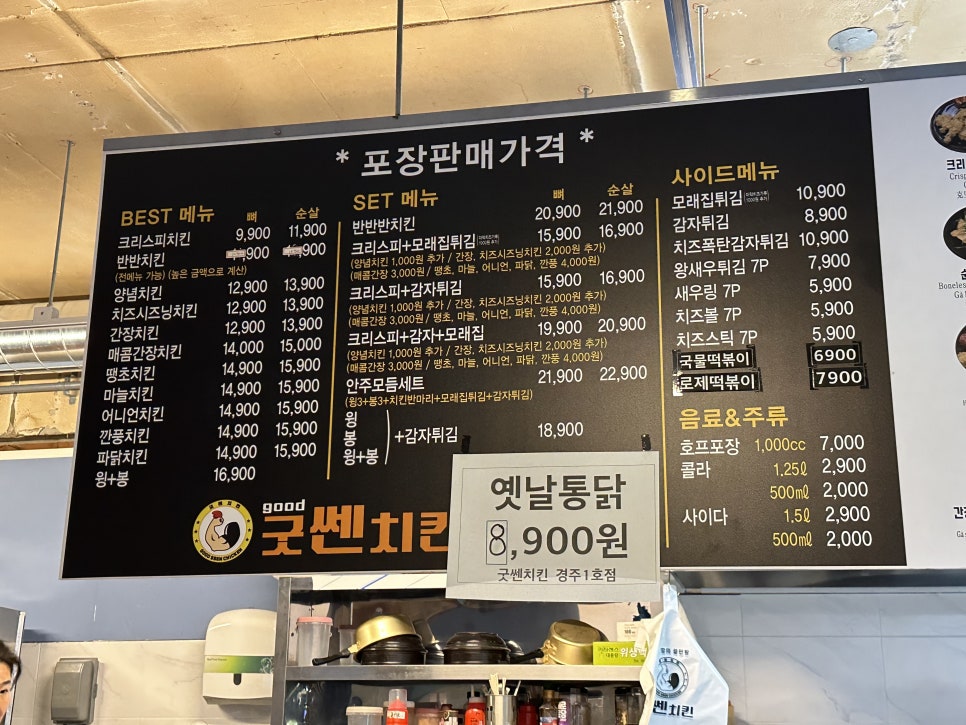 * 포장판매가격 *
BEST 메뉴 뼈 순살
크리스피치킨 9,900 11,900
반반치킨 900 900
(전메뉴 가능) (높은 금액으로 계산)
양념치킨 12,900 13,900
치즈시즈닝치킨 12,900 13,900
간장치킨 12,900 13,900
매콤간장치킨 14,000 15,000
땡초치킨 14,900 15,900
마늘치킨 14,900 15,900
어니언치킨 14,900 15,900
깐풍치킨 14,900 15,900
파닭치킨 14,900 15,900
윙+봉 16,900
SET 메뉴 뼈 순살
반반반치킨 20,900 21,900
크리스피+모래집튀김 15,900 16,900
(양념치킨 1,000원 추가 / 간장, 치즈시즈닝치킨 2,000원 추가)
(매콤간장 3,000원 / 땡초, 마늘, 어니언, 파닭, 깐풍 4,000원)
크리스피+감자튀김 15,900 16,900
(양념치킨 1,000원 추가 / 간장, 치즈시즈닝치킨 2,000원 추가)
(매콤간장 3,000원 / 땡초, 마늘, 어니언, 파닭, 깐풍 4,000원)
크리스피+감자+모래집 19,900 20,900
(양념치킨 1,000원 추가 / 간장, 치즈시즈닝치킨 2,000원 추가)
(매콤간장 3,000원 / 땡초, 마늘, 어니언, 파닭, 깐풍 4,000원)
안주모듬세트 21,900 22,900
(윙3+봉3+치킨반마리+모래집튀김+감자튀김)
윙
봉 +감자튀김 18,900
윙+봉
사이드메뉴
모래집튀김 10,900
감자튀김 8,900
치즈폭탄감자튀김 10,900
왕새우튀김 7P 7,900
새우링 7P 5,900
치즈볼 7P 5,900
치즈스틱 7P 5,900
국물떡볶이 6900
로제떡볶이 7900
음료&주류
호프포장 1,000cc 7,000
콜라 1.25ℓ 2,900
500㎖ 2,000
사이다 1.5ℓ 2,900
500㎖ 2,000
good
굿쎈치킨
옛날통닭
8,900원
굿쎈치킨 경주1호점
크리
Crisp
Boneles
Gà
간
쎈치킨